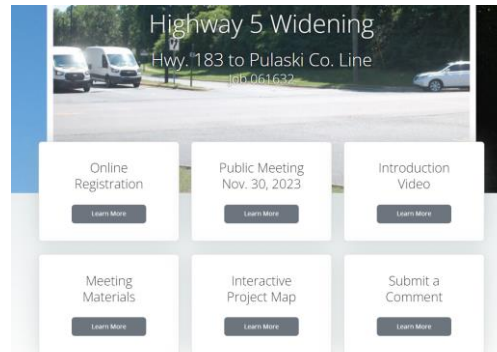 Highway 5 Widening
Hwy. 183 to Pulaski Co. Line
Job 061632
Online
Registration
Learn More
Public Meeting
Nov. 30, 2023
Learn More
Introduction
Video
Learn More
Meeting
Materials
Learn More
Interactive
Project Map
Learn More
Submit a
Comment
Learn More